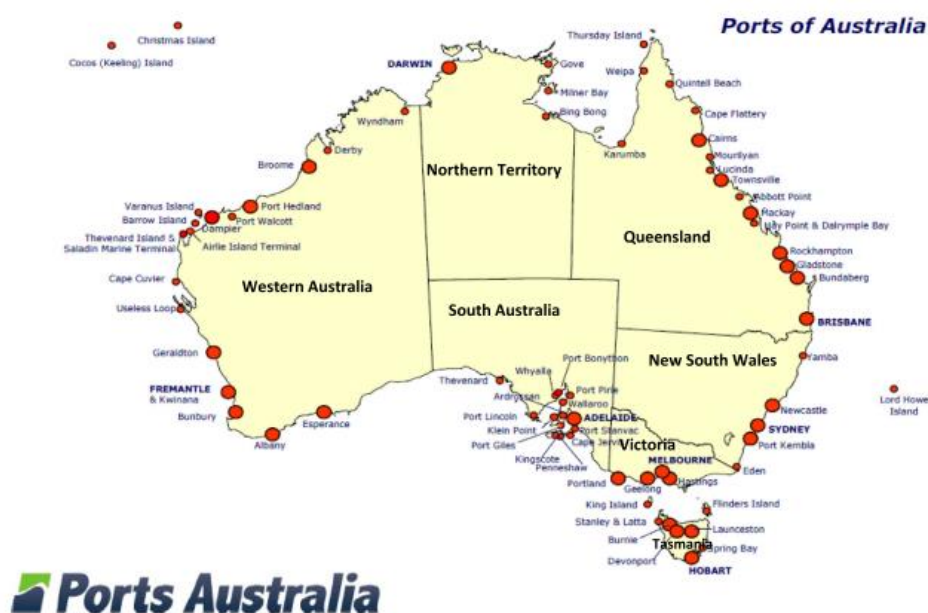 Ports of Australia
Christmas Island
Cocos (Keeling) Island
Thursday Island
DARWIN
Gove
Weipa
Quintell Beach
Milner Bay
Bing Bong
Cape Flattery
Wyndham
Cairns
Karumba
Derby
Mourilyan
Broome
Lucinda
Northern Territory
Townsville
Abbott Point
Varanus Island
Port Hedland
Mackay
Barrow Island
Port Walcott
Hay Point & Dalrymple Bay
Dampier
Queensland
Thevenard Island &
Saladin Marine Terminal
Airlie Island Terminal
Rockhampton
Gladstone
Cape Cuvier
Western Australia
Bundaberg
Useless Loop
South Australia
BRISBANE
Geraldton
Port Bonython
New South Wales
Yamba
Whyalla
Thevenard
FREMANTLE
& Kwinana
Ardrossan
Port Pirie
Wallaroo
Lord Howe
Island
Newcastle
Bunbury
Esperance
Port Lincoln
ADELAIDE
SYDNEY
Klein Point
Port Stanvac
Albany
Port Giles
Cape Jervis
Victoria
Port Kembla
Kingscote
Penneshaw
MELBOURNE
Eden
Portland
Geelong
Hastings
King Island
Flinders Island
Stanley & Latta
Launceston
Burnie
Tasmania
Spring Bay
Devonport
HOBART
Ports Australia